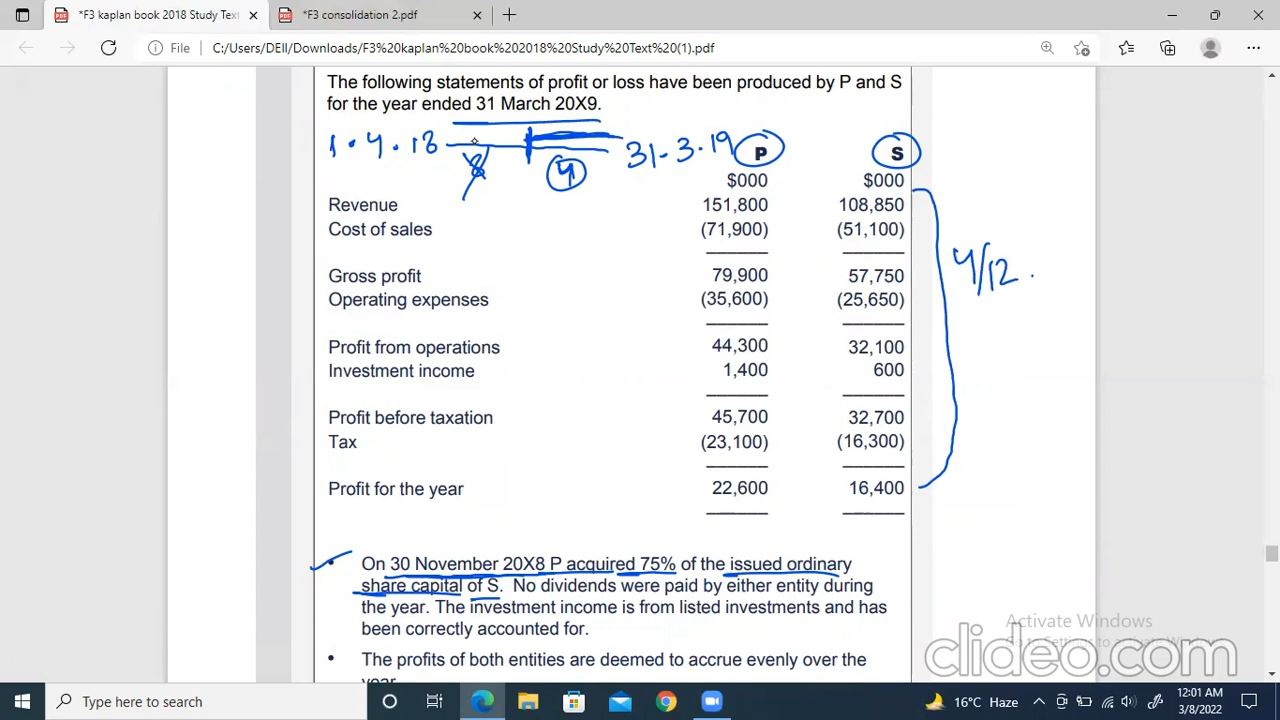 *F3 kaplan book 2018 Study Text
*F3 consolidation 2.pdf
File
C:/Users/DEll/Downloads/F3%20kaplan%20book%202018%20Study%20Text%20(1).pdf
The following statements of profit or loss have been produced by P and S
for the year ended 31 March 20X9.
1 . 4 . 18
8
4
31 - 3 . 19
P S
$000 $000
Revenue 151,800 108,850
Cost of sales (71,900) (51,100)
4/12 .
Gross profit 79,900 57,750
Operating expenses (35,600) (25,650)
Profit from operations 44,300 32,100
Investment income 1,400 600
Profit before taxation 45,700 32,700
Tax (23,100) (16,300)
Profit for the year 22,600 16,400
• On 30 November 20X8 P acquired 75% of the issued ordinary
share capital of S. No dividends were paid by either entity during
the year. The investment income is from listed investments and has
been correctly accounted for.
• The profits of both entities are deemed to accrue evenly over the
year.
Activate Windows
Go to Settings to activate Windows.
clideo.com
Type here to search
16°C Haze
12:01 AM
3/8/2022